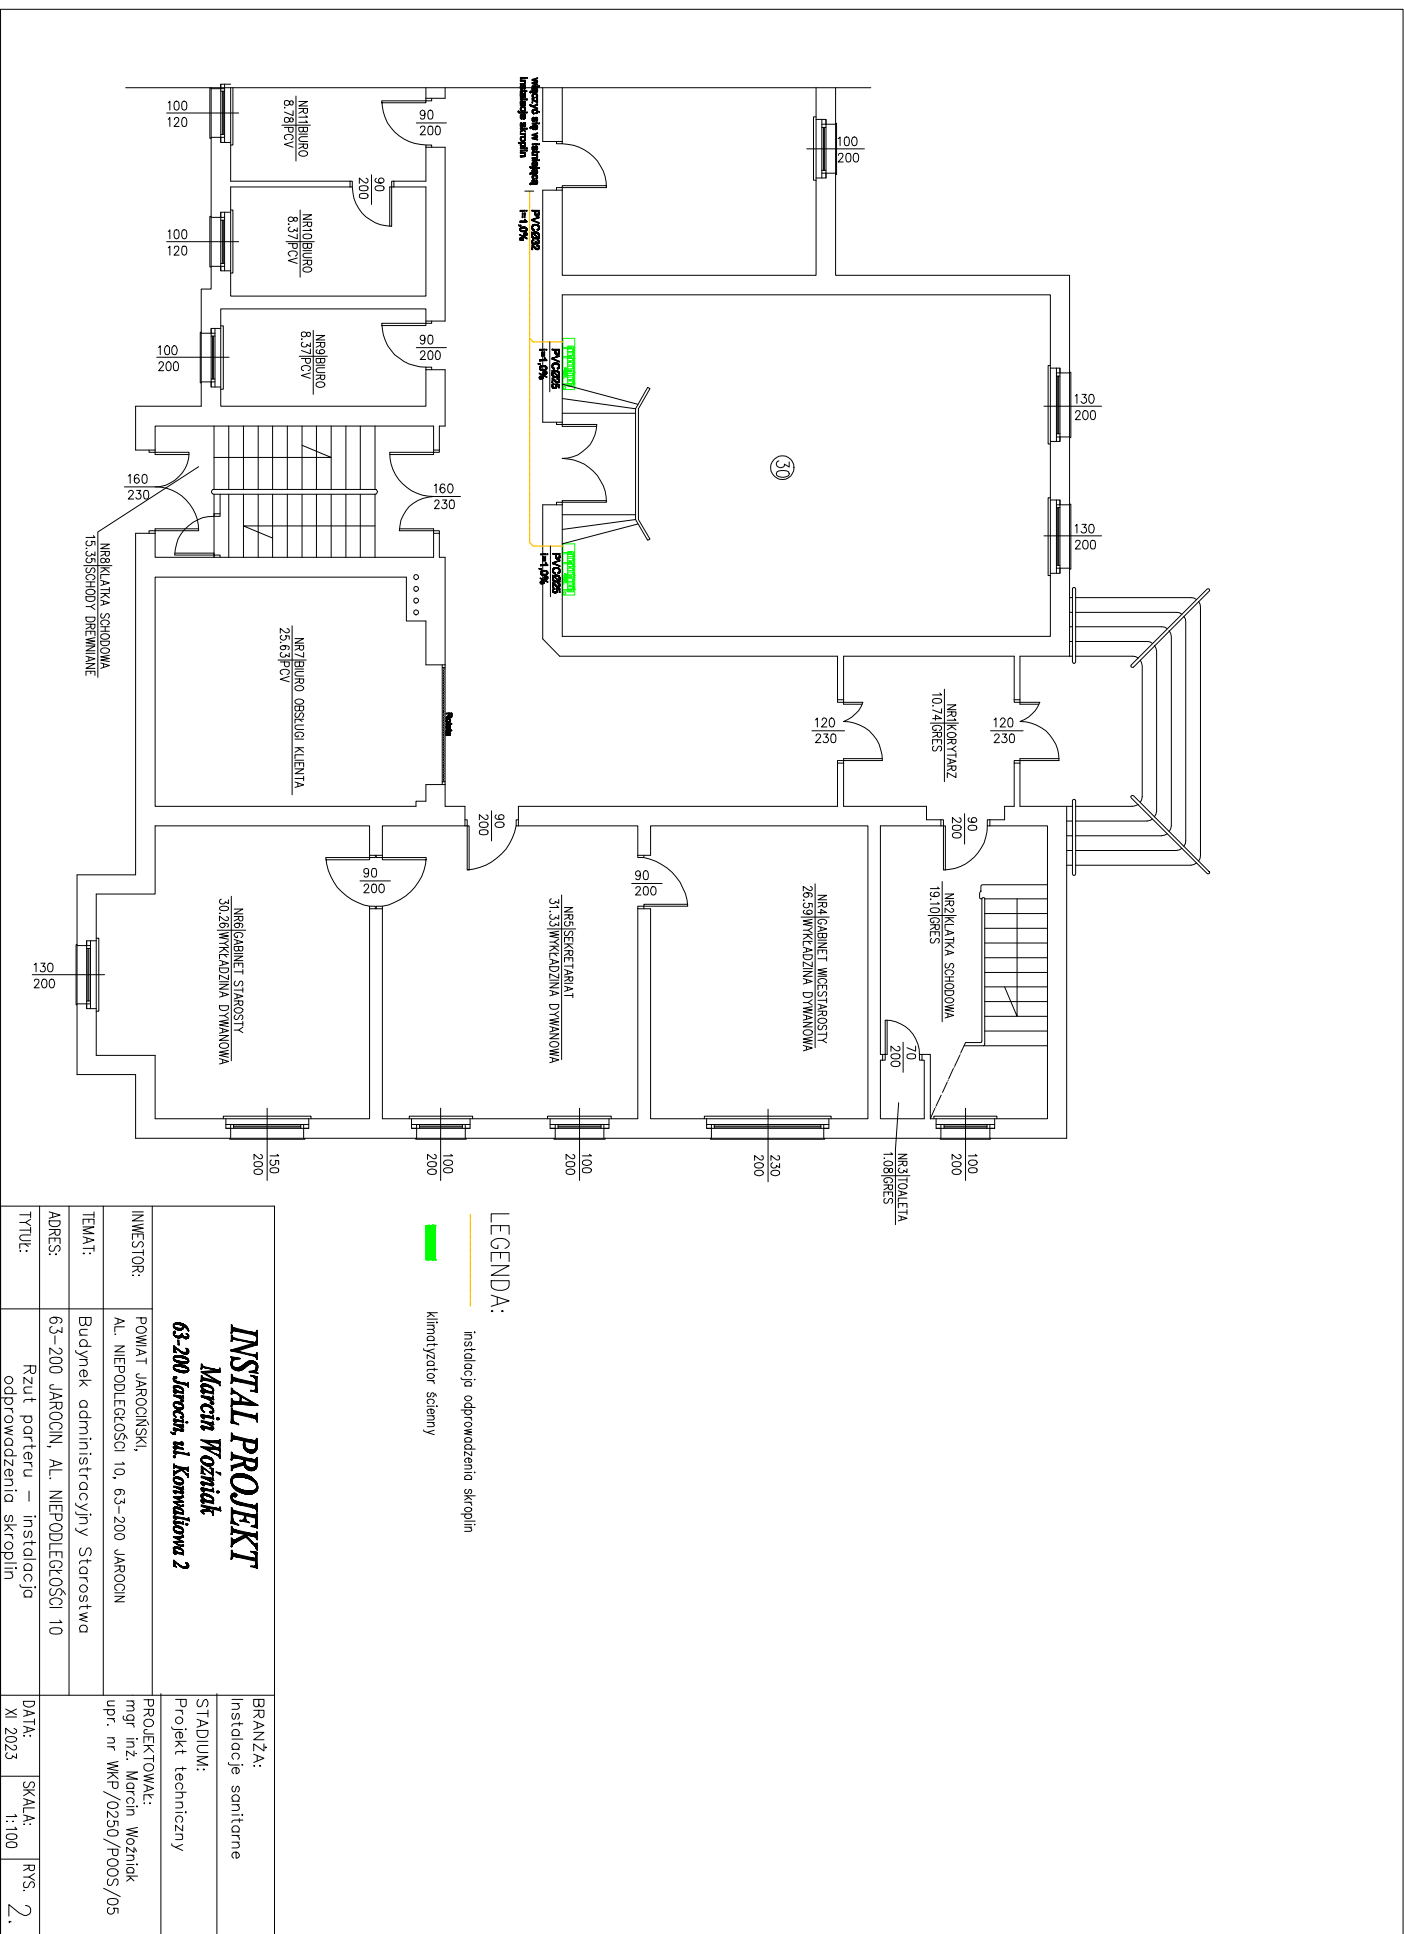 włączyć się w istniejącą
instalację skroplin
PVCØ32
i=1,0%
PVCØ25
i=1,0%
PVCØ25
i=1,0%
30
NR11|BIURO
8.78|PCV
NR10|BIURO
8.37|PCV
NR9|BIURO
8.37|PCV
NR8|KLATKA SCHODOWA
15.35|SCHODY DREWNIANE
NR7|BIURO OBSŁUGI KLIENTA
25.63|PCV
Roleta
NR1|KORYTARZ
10.74|GRES
NR2|KLATKA SCHODOWA
19.10|GRES
NR3|TOALETA
1.08|GRES
NR4|GABINET WICESTAROSTY
26.59|WYKŁADZINA DYWANOWA
NR5|SEKRETARIAT
31.33|WYKŁADZINA DYWANOWA
NR6|GABINET STAROSTY
30.26|WYKŁADZINA DYWANOWA
100
120
100
120
100
200
90
200
90
200
90
200
100
200
130
200
130
200
160
230
160
230
120
230
120
230
90
200
90
200
90
200
90
200
70
200
130
200
150
200
100
200
100
200
230
200
100
200
LEGENDA:
instalacja odprowadzenia skroplin
klimatyzator ścienny
INSTAL PROJEKT
Marcin Woźniak
63-200 Jarocin, ul. Konwaliowa 2
BRANŻA:
Instalacje sanitarne
STADIUM:
Projekt techniczny
INWESTOR:
POWIAT JAROCIŃSKI,
AL. NIEPODLEGŁOŚCI 10, 63-200 JAROCIN
PROJEKTOWAŁ:
mgr inż. Marcin Woźniak
upr. nr WKP/0250/POOS/05
TEMAT:
Budynek administracyjny Starostwa
ADRES:
63-200 JAROCIN, AL. NIEPODLEGŁOŚCI 10
TYTUŁ:
Rzut parteru – instalacja
odprowadzenia skroplin
DATA:
XI 2023
SKALA:
1:100
RYS. 2.